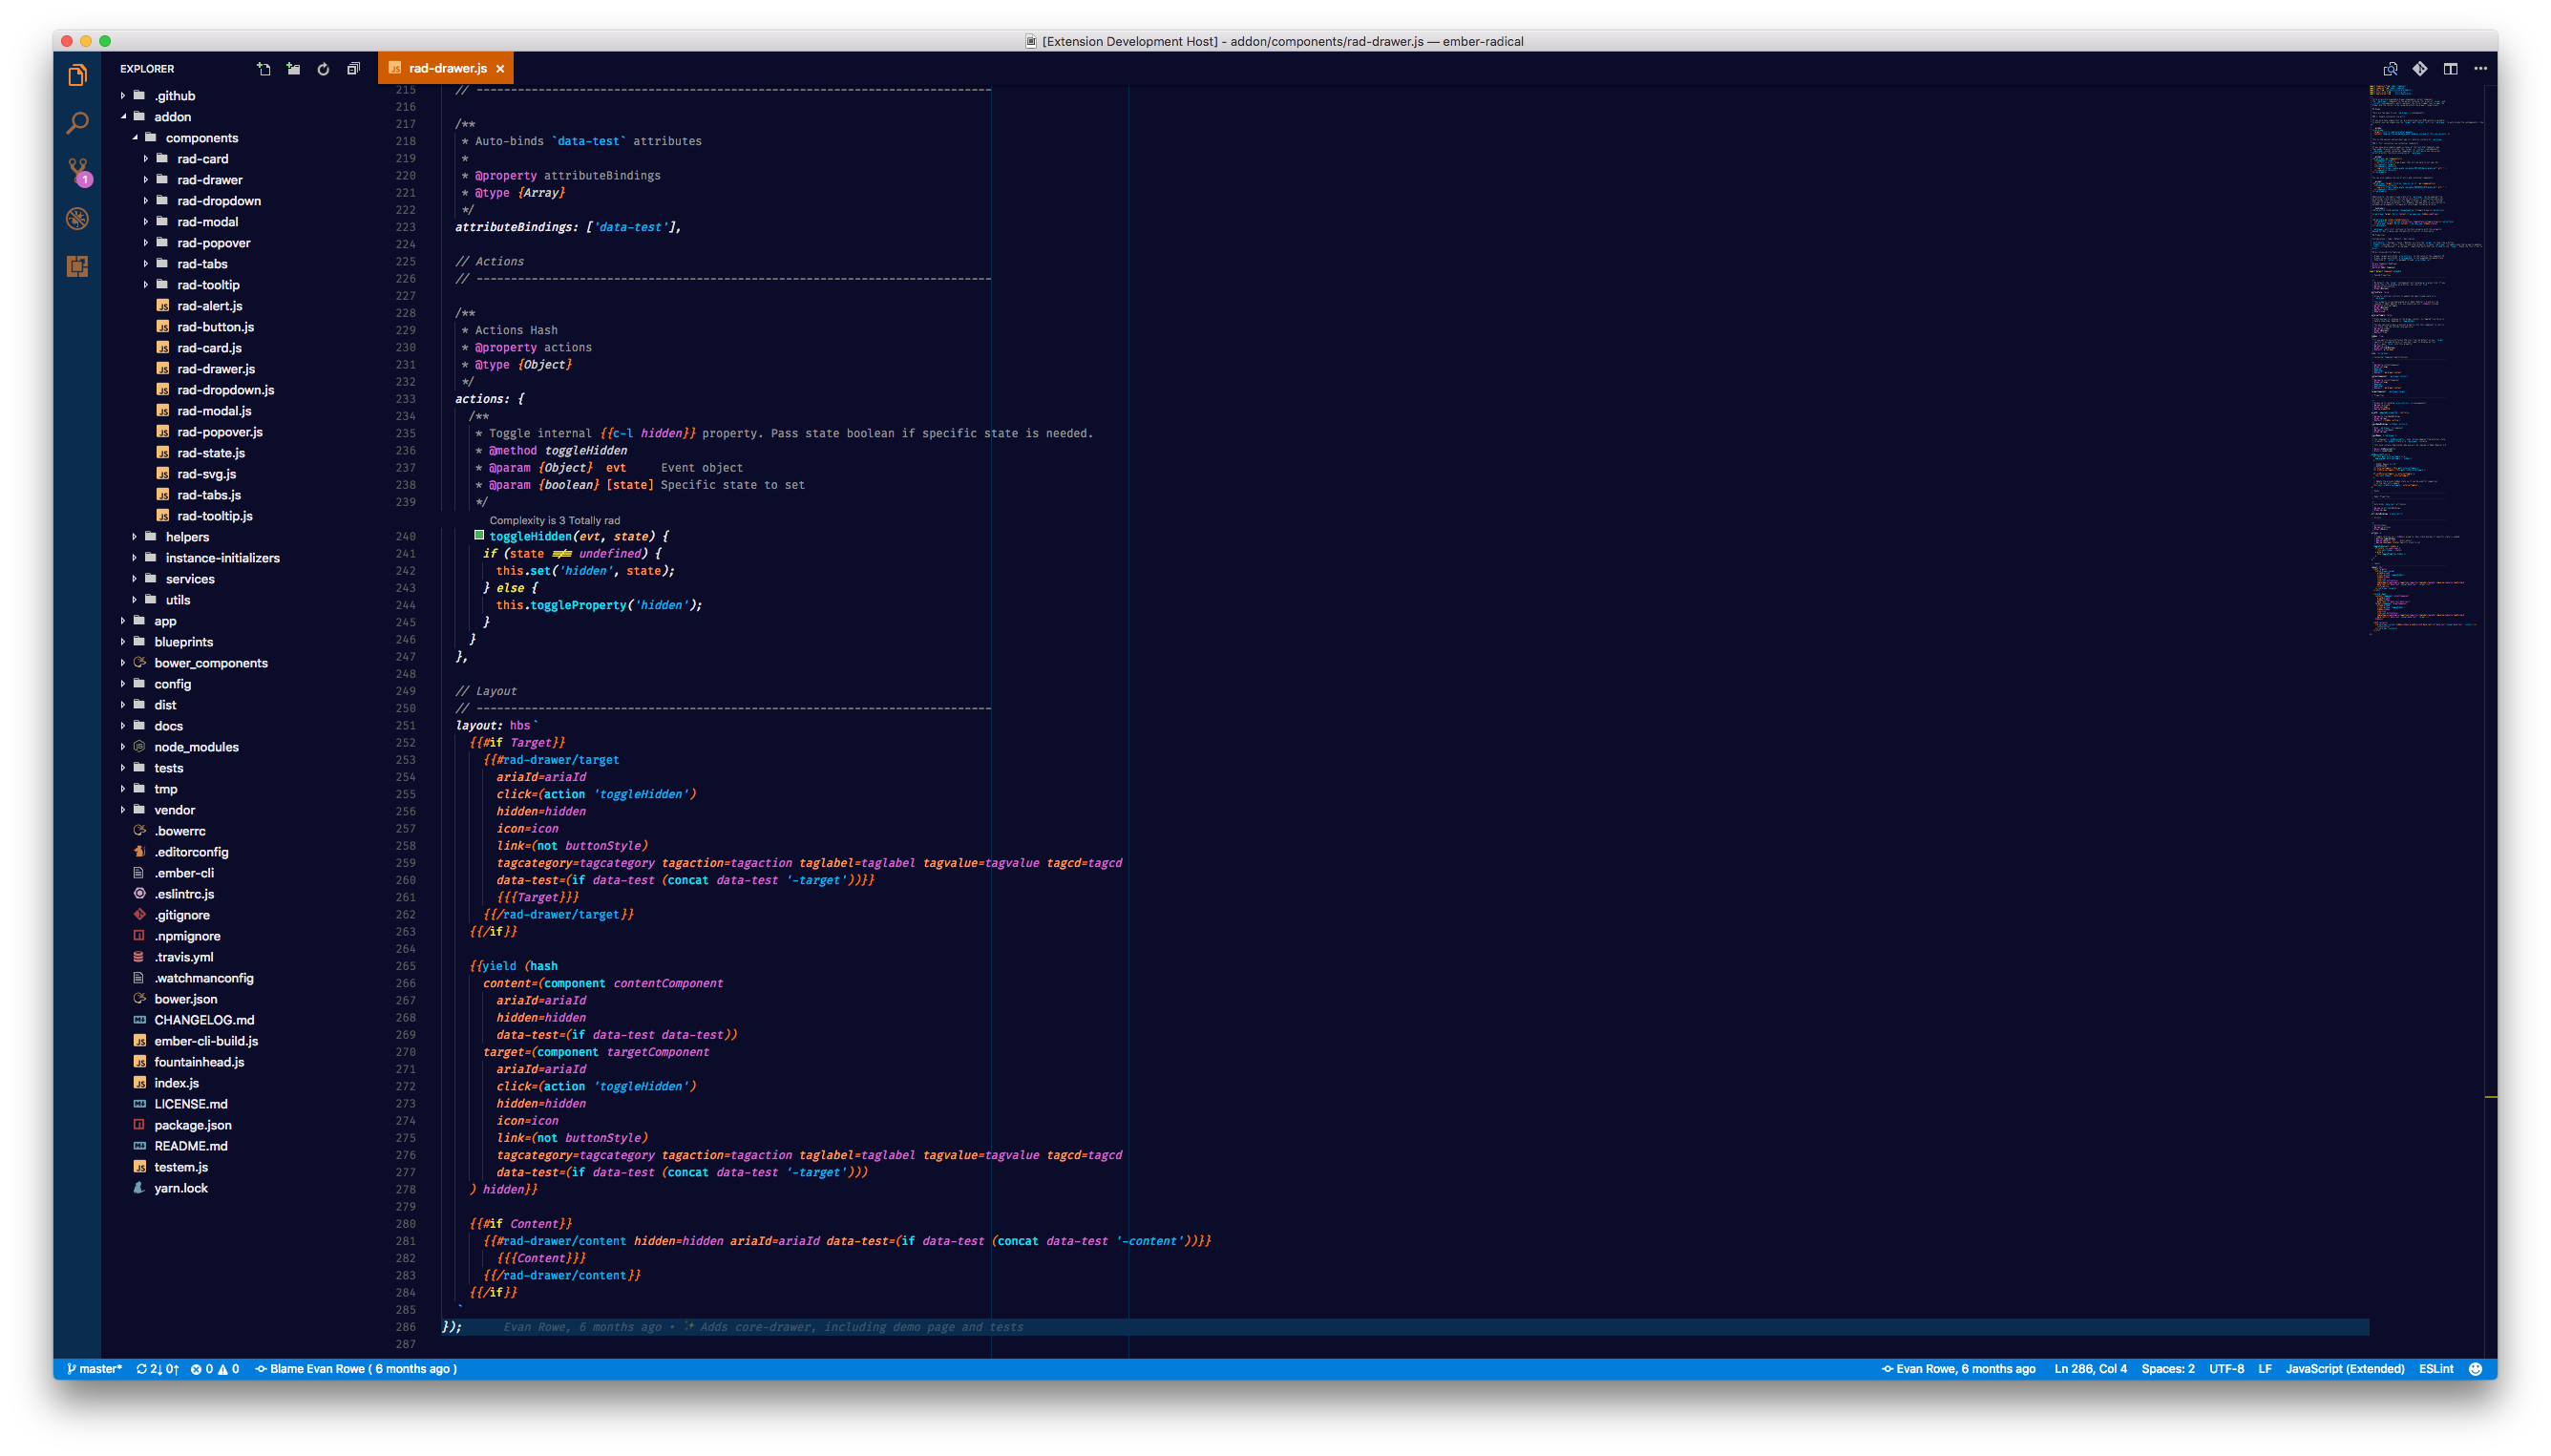 [Extension Development Host] - addon/components/rad-drawer.js — ember-radical
EXPLORER
.github
addon
components
rad-card
rad-drawer
rad-dropdown
rad-modal
rad-popover
rad-tabs
rad-tooltip
rad-alert.js
rad-button.js
rad-card.js
rad-drawer.js
rad-dropdown.js
rad-modal.js
rad-popover.js
rad-state.js
rad-svg.js
rad-tabs.js
rad-tooltip.js
helpers
instance-initializers
services
utils
app
blueprints
bower_components
config
dist
docs
node_modules
tests
tmp
vendor
.bowerrc
.editorconfig
.ember-cli
.eslintrc.js
.gitignore
.npmignore
.travis.yml
.watchmanconfig
bower.json
CHANGELOG.md
ember-cli-build.js
fountainhead.js
index.js
LICENSE.md
package.json
README.md
testem.js
yarn.lock
1
rad-drawer.js ×
215 // ---------------------------------------------------------------------------
216
217 /**
218 * Auto-binds `data-test` attributes
219 *
220 * @property attributeBindings
221 * @type {Array}
222 */
223 attributeBindings: ['data-test'],
224
225 // Actions
226 // ---------------------------------------------------------------------------
227
228 /**
229 * Actions Hash
230 * @property actions
231 * @type {Object}
232 */
233 actions: {
234 /**
235 * Toggle internal {{c-l hidden}} property. Pass state boolean if specific state is needed.
236 * @method toggleHidden
237 * @param {Object}  evt     Event object
238 * @param {boolean} [state] Specific state to set
239 */
Complexity is 3 Totally rad
240 toggleHidden(evt, state) {
241 if (state !== undefined) {
242 this.set('hidden', state);
243 } else {
244 this.toggleProperty('hidden');
245 }
246 }
247 },
248
249 // Layout
250 // ---------------------------------------------------------------------------
251 layout: hbs`
252 {{#if Target}}
253 {{#rad-drawer/target
254 ariaId=ariaId
255 click=(action 'toggleHidden')
256 hidden=hidden
257 icon=icon
258 link=(not buttonStyle)
259 tagcategory=tagcategory tagaction=tagaction taglabel=taglabel tagvalue=tagvalue tagcd=tagcd
260 data-test=(if data-test (concat data-test '-target'))}}
261 {{{Target}}}
262 {{/rad-drawer/target}}
263 {{/if}}
264
265 {{yield (hash
266 content=(component contentComponent
267 ariaId=ariaId
268 hidden=hidden
269 data-test=(if data-test data-test))
270 target=(component targetComponent
271 ariaId=ariaId
272 click=(action 'toggleHidden')
273 hidden=hidden
274 icon=icon
275 link=(not buttonStyle)
276 tagcategory=tagcategory tagaction=tagaction taglabel=taglabel tagvalue=tagvalue tagcd=tagcd
277 data-test=(if data-test (concat data-test '-target')))
278 ) hidden}}
279
280 {{#if Content}}
281 {{#rad-drawer/content hidden=hidden ariaId=ariaId data-test=(if data-test (concat data-test '-content'))}}
282 {{{Content}}}
283 {{/rad-drawer/content}}
284 {{/if}}
285 `
286 }); Evan Rowe, 6 months ago • ✨ Adds core-drawer, including demo page and tests
287
master* 2↓ 0↑ 0 0 Blame Evan Rowe ( 6 months ago ) Evan Rowe, 6 months ago Ln 286, Col 4 Spaces: 2 UTF-8 LF JavaScript (Extended) ESLint